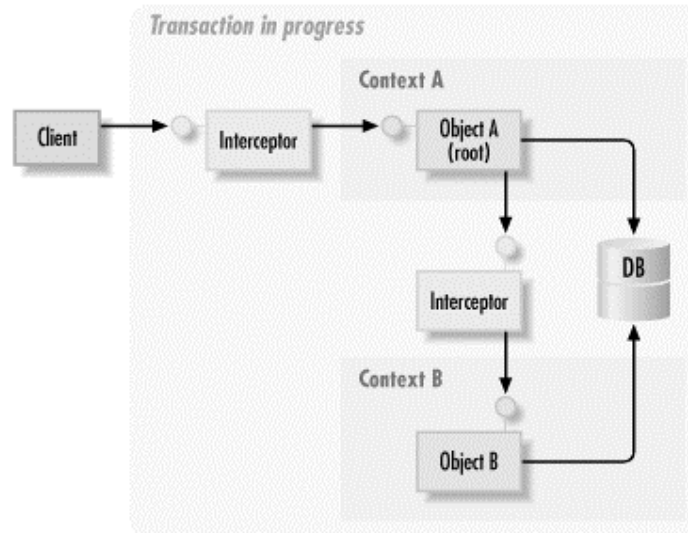 Transaction in progress
Context A
Client
Interceptor
Object A
(root)
DB
Interceptor
Context B
Object B